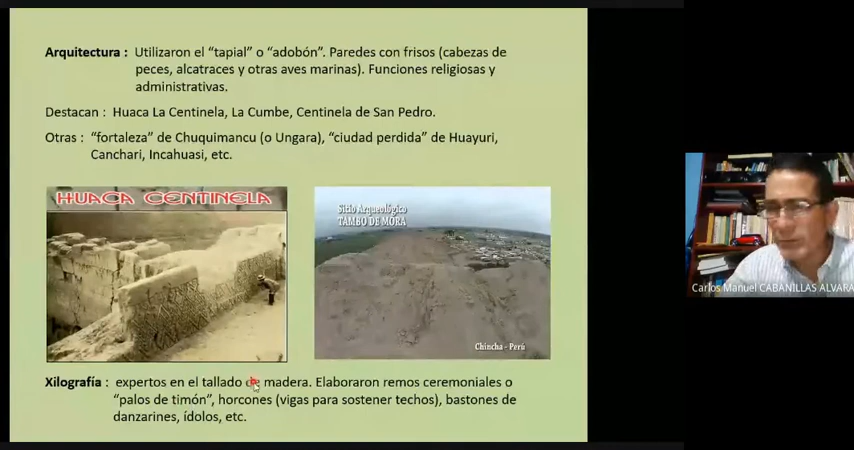 Arquitectura : Utilizaron el “tapial” o “adobón”. Paredes con frisos (cabezas de
peces, alcatraces y otras aves marinas). Funciones religiosas y
administrativas.
Destacan : Huaca La Centinela, La Cumbe, Centinela de San Pedro.
Otras : “fortaleza” de Chuquimancu (o Ungara), “ciudad perdida” de Huayuri,
Canchari, Incahuasi, etc.
HUACA CENTINELA
Sitio Arqueológico
TAMBO DE MORA
Chincha - Perú
Carlos Manuel CABANILLAS ALVARA
Xilografía : expertos en el tallado de madera. Elaboraron remos ceremoniales o
“palos de timón”, horcones (vigas para sostener techos), bastones de
danzarines, ídolos, etc.